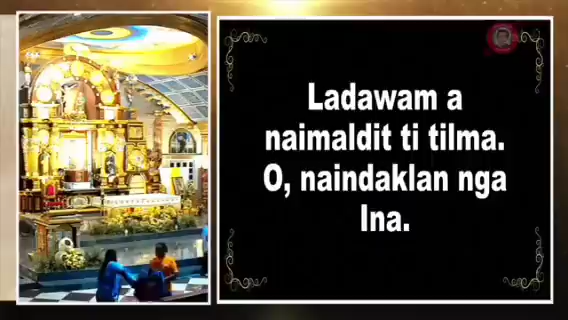 Ladawam a
naimaldit ti tilma.
O, naindaklan nga
Ina.